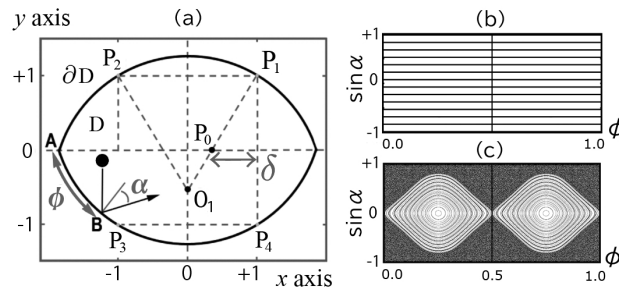 y axis (a)
+1 P₂ P₁
∂D
D
A P₀
0
δ
ϕ α
O₁
B
-1 P₃ P₄
-1 0 +1
x axis
(b)
+1
sin α 0
-1 ϕ
0.0 1.0
(c)
+1
sin α 0
-1 ϕ
0.0 0.5 1.0